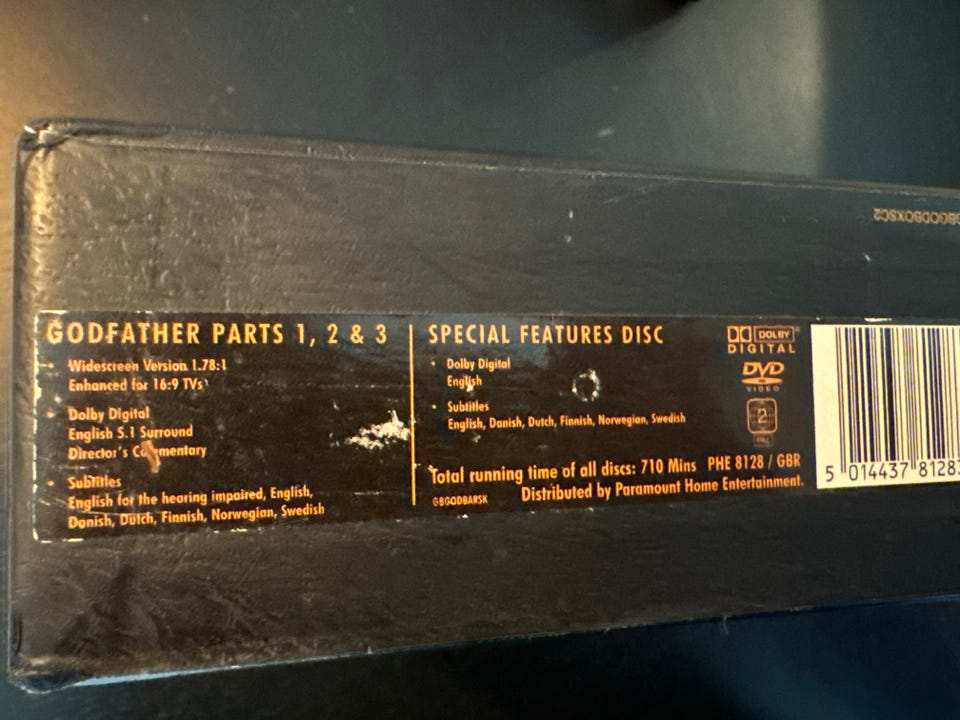 GBGODBOXSC2
GODFATHER PARTS 1, 2 & 3
• Widescreen Version 1.78:1
Enhanced for 16:9 TVs
• Dolby Digital
English 5.1 Surround
Director's Commentary
• Subtitles
English for the hearing impaired, English,
Danish, Dutch, Finnish, Norwegian, Swedish
SPECIAL FEATURES DISC
• Dolby Digital
English
• Subtitles
English, Danish, Dutch, Finnish, Norwegian, Swedish
Total running time of all discs: 710 Mins PHE 8128 / GBR
GBGODBARSK Distributed by Paramount Home Entertainment.
DOLBY
DIGITAL
DVD
VIDEO
2
5 014437 81283